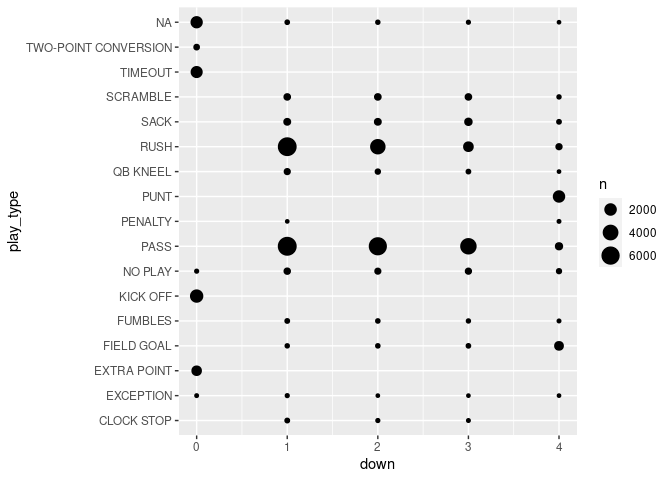 NA
TWO-POINT CONVERSION
TIMEOUT
SCRAMBLE
SACK
RUSH
QB KNEEL
PUNT
PENALTY
PASS
NO PLAY
KICK OFF
FUMBLES
FIELD GOAL
EXTRA POINT
EXCEPTION
CLOCK STOP
play_type
0 1 2 3 4
down
n
2000
4000
6000